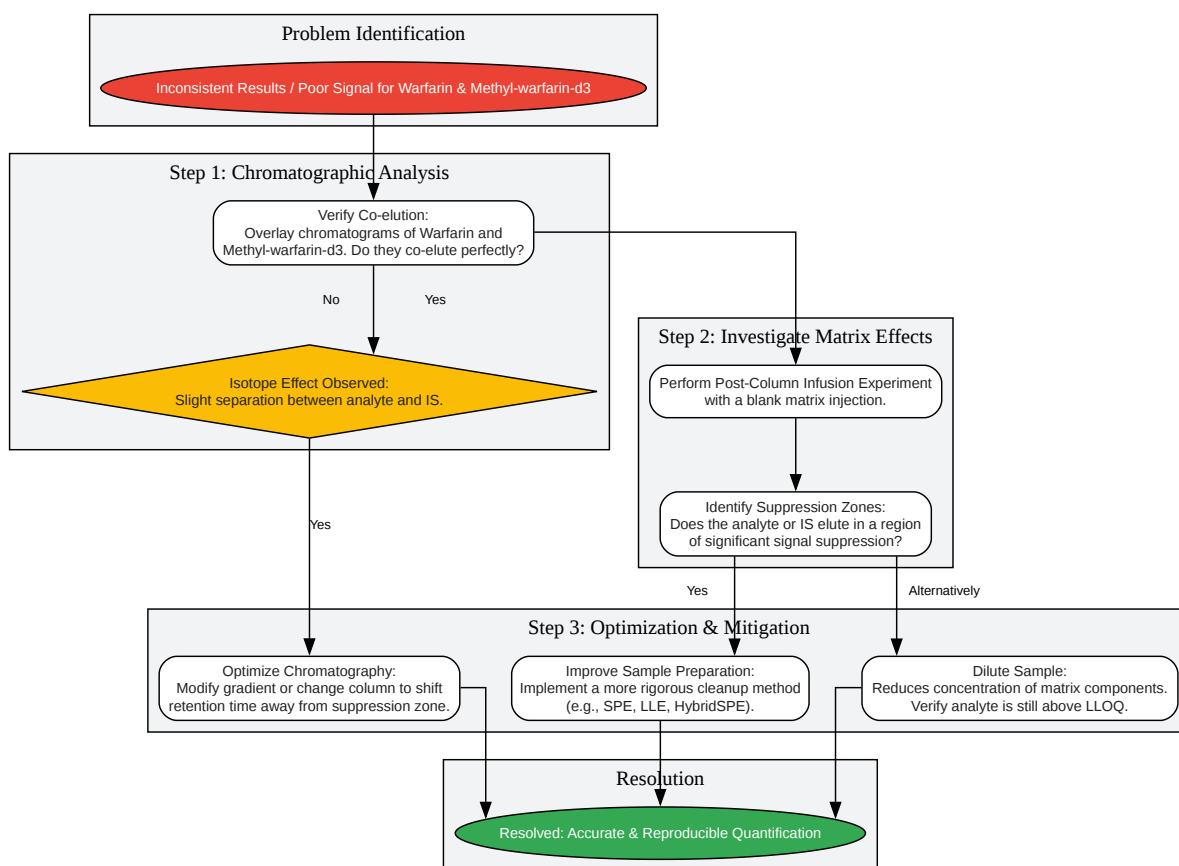 Problem Identification
Inconsistent Results / Poor Signal for Warfarin & Methyl-warfarin-d3
Step 1: Chromatographic Analysis
Verify Co-elution:
Overlay chromatograms of Warfarin and
Methyl-warfarin-d3. Do they co-elute perfectly?
No
Yes
Isotope Effect Observed:
Slight separation between analyte and IS.
Step 2: Investigate Matrix Effects
Perform Post-Column Infusion Experiment
with a blank matrix injection.
Identify Suppression Zones:
Does the analyte or IS elute in a region
of significant signal suppression?
Yes
Yes
Alternatively
Step 3: Optimization & Mitigation
Optimize Chromatography:
Modify gradient or change column to shift
retention time away from suppression zone.
Improve Sample Preparation:
Implement a more rigorous cleanup method
(e.g., SPE, LLE, HybridSPE).
Dilute Sample:
Reduces concentration of matrix components.
Verify analyte is still above LLOQ.
Resolution
Resolved: Accurate & Reproducible Quantification